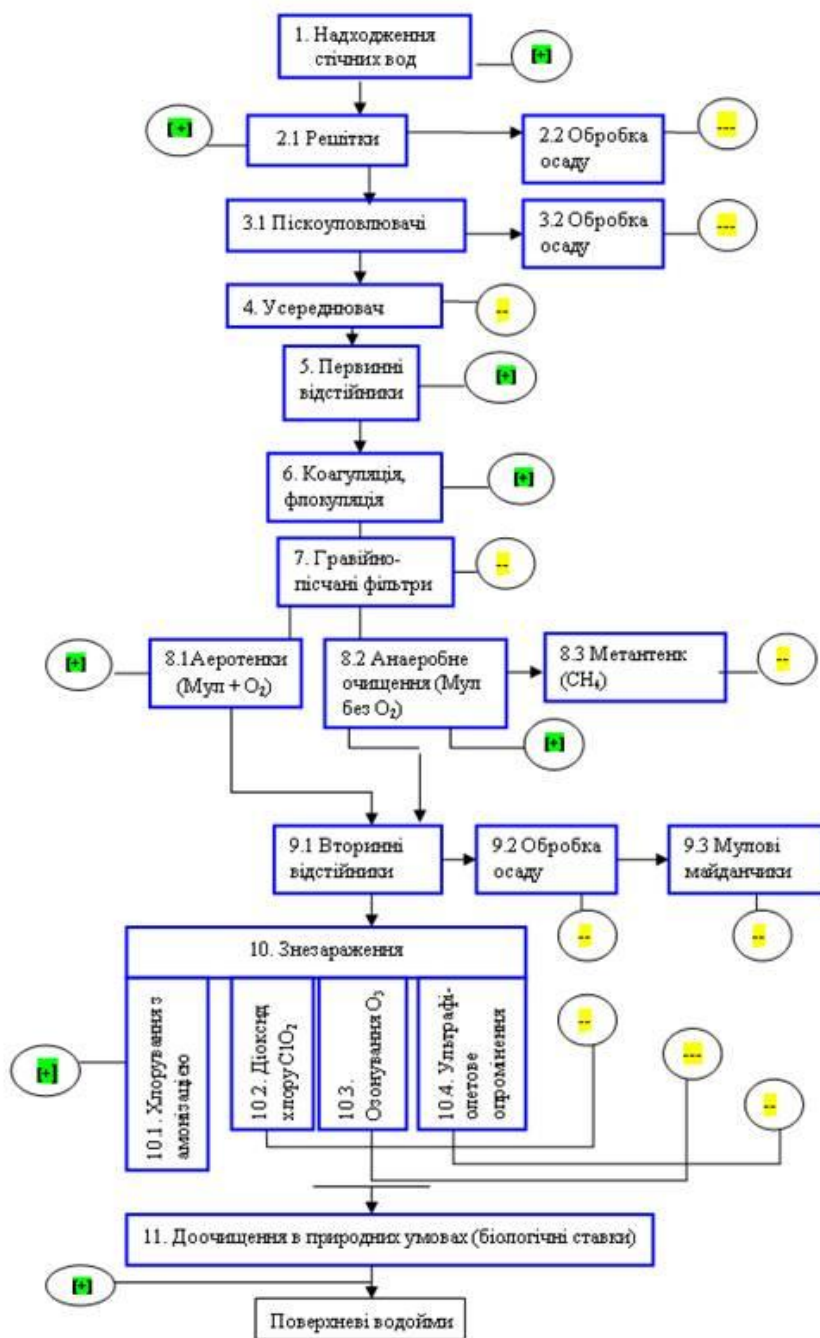 1. Надходження
стічних вод
[+]
[+]
2.1 Решітки
2.2 Обробка
осаду
---
3.1 Піскоуловлювачі
3.2 Обробка
осаду
---
4. Усереднювач
--
5. Первинні
відстійники
[+]
6. Коагуляція,
флокуляція
[+]
7. Гравійно-
пісчані фільтри
--
[+]
8.1Аеротенки
(Мул + O₂)
8.2 Анаеробне
очищення (Мул
без O₂)
8.3 Метантенк
(CH₄)
--
[+]
9.1 Вторинні
відстійники
9.2 Обробка
осаду
9.3 Мулові
майданчики
--
--
10. Знезараження
[+]
10.1. Хлорування з
амонізацією
10.2. Діоксид
хлору ClO₂
10.3.
Озонування O₃
10.4. Ультрафі-
олетове
опромінення
--
---
--
11. Доочищення в природних умовах (біологічні ставки)
[+]
Поверхневі водойми